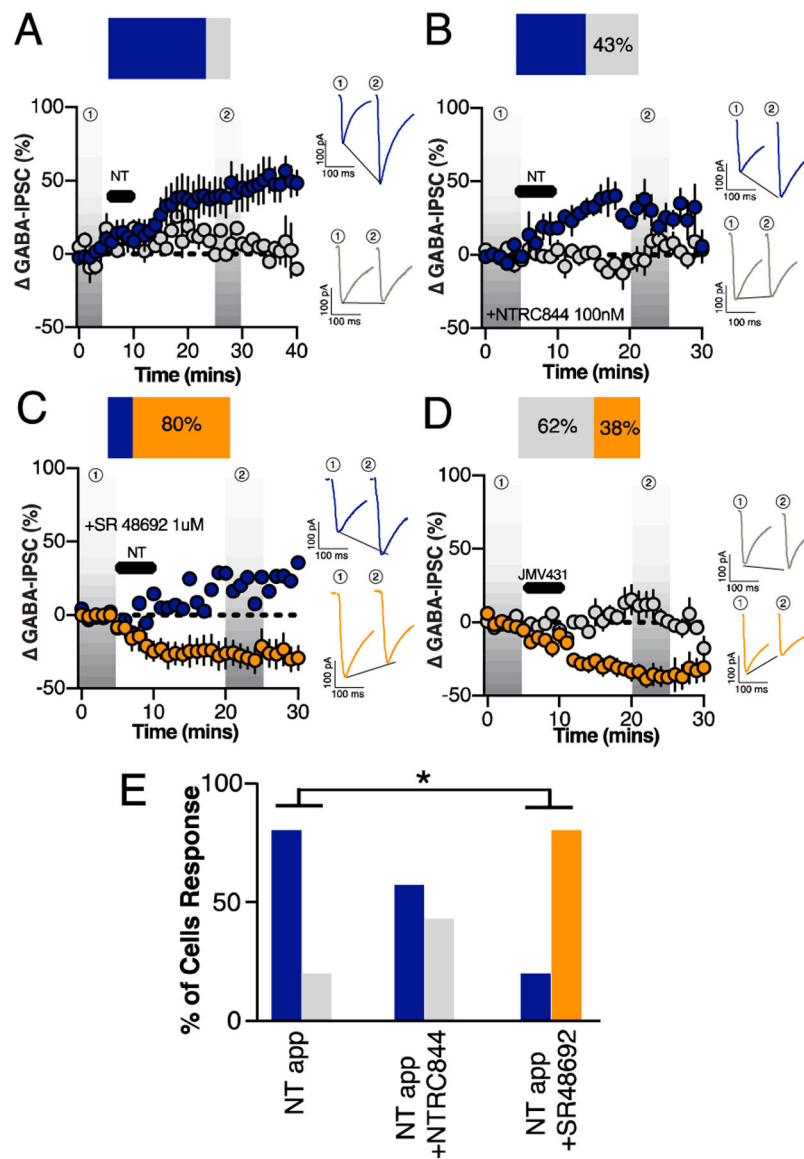 A
Δ GABA-IPSC (%)
100
50
0
-50
①
②
NT
0
10
20
30
40
Time (mins)
①
②
100 pA
100 ms
①
②
100 pA
100 ms
B
43%
Δ GABA-IPSC (%)
100
50
0
-50
①
②
NT
+NTRC844 100nM
0
10
20
30
Time (mins)
①
②
100 pA
100 ms
①
②
100 pA
100 ms
C
80%
Δ GABA-IPSC (%)
100
50
0
-50
①
②
+SR 48692 1uM
NT
0
10
20
30
Time (mins)
①
②
100 pA
100 ms
①
②
100 pA
100 ms
D
62%
38%
Δ GABA-IPSC (%)
100
50
0
-50
①
②
JMV431
0
10
20
30
Time (mins)
①
②
100 pA
100 ms
①
②
100 pA
100 ms
E
% of Cells Response
100
50
0
*
NT app
NT app
+NTRC844
NT app
+SR48692